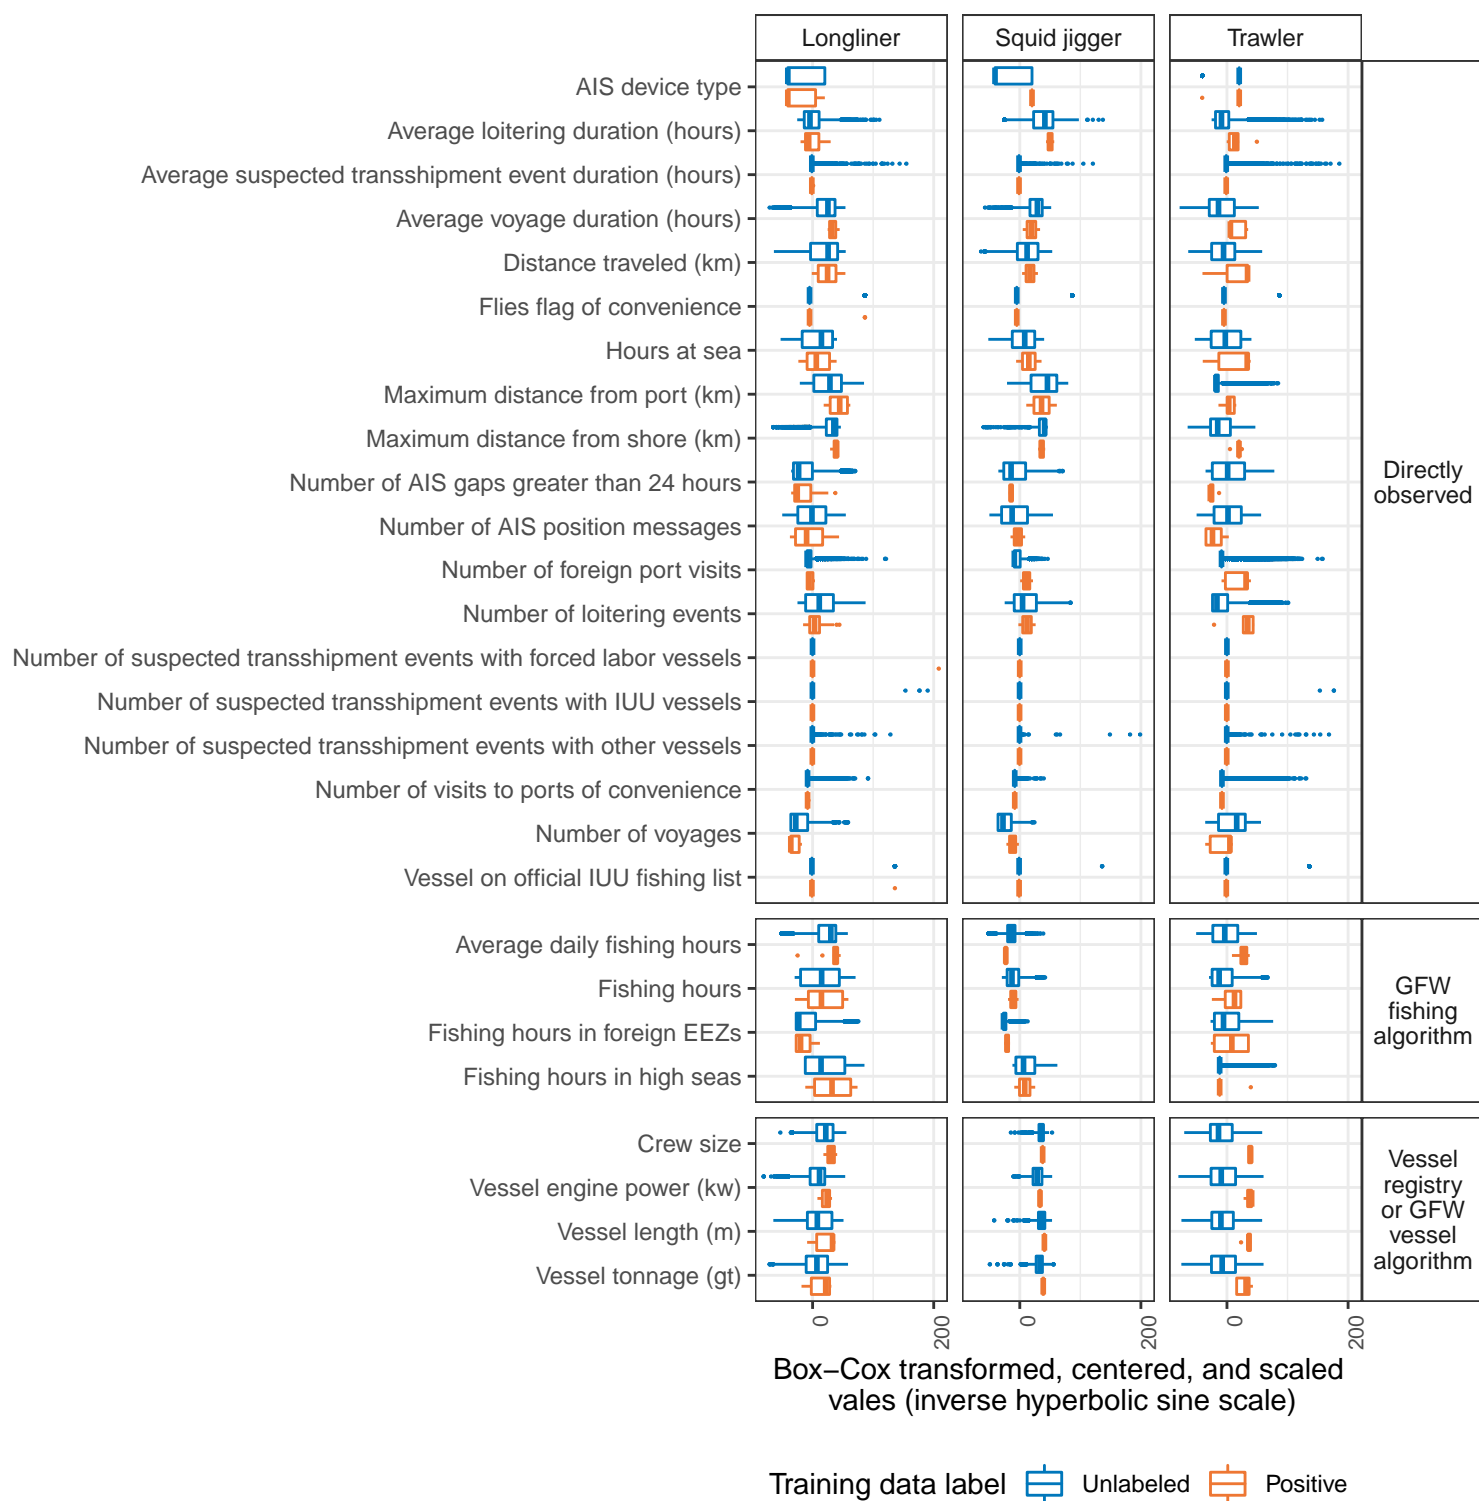 Longliner
Squid jigger
Trawler
AIS device type
Average loitering duration (hours)
Average suspected transshipment event duration (hours)
Average voyage duration (hours)
Distance traveled (km)
Flies flag of convenience
Hours at sea
Maximum distance from port (km)
Maximum distance from shore (km)
Number of AIS gaps greater than 24 hours
Number of AIS position messages
Number of foreign port visits
Number of loitering events
Number of suspected transshipment events with forced labor vessels
Number of suspected transshipment events with IUU vessels
Number of suspected transshipment events with other vessels
Number of visits to ports of convenience
Number of voyages
Vessel on official IUU fishing list
Directly
observed
Average daily fishing hours
Fishing hours
Fishing hours in foreign EEZs
Fishing hours in high seas
GFW
fishing
algorithm
Crew size
Vessel engine power (kw)
Vessel length (m)
Vessel tonnage (gt)
Vessel
registry
or GFW
vessel
algorithm
0
200
0
200
0
200
Box−Cox transformed, centered, and scaled
vales (inverse hyperbolic sine scale)
Training data label
Unlabeled
Positive